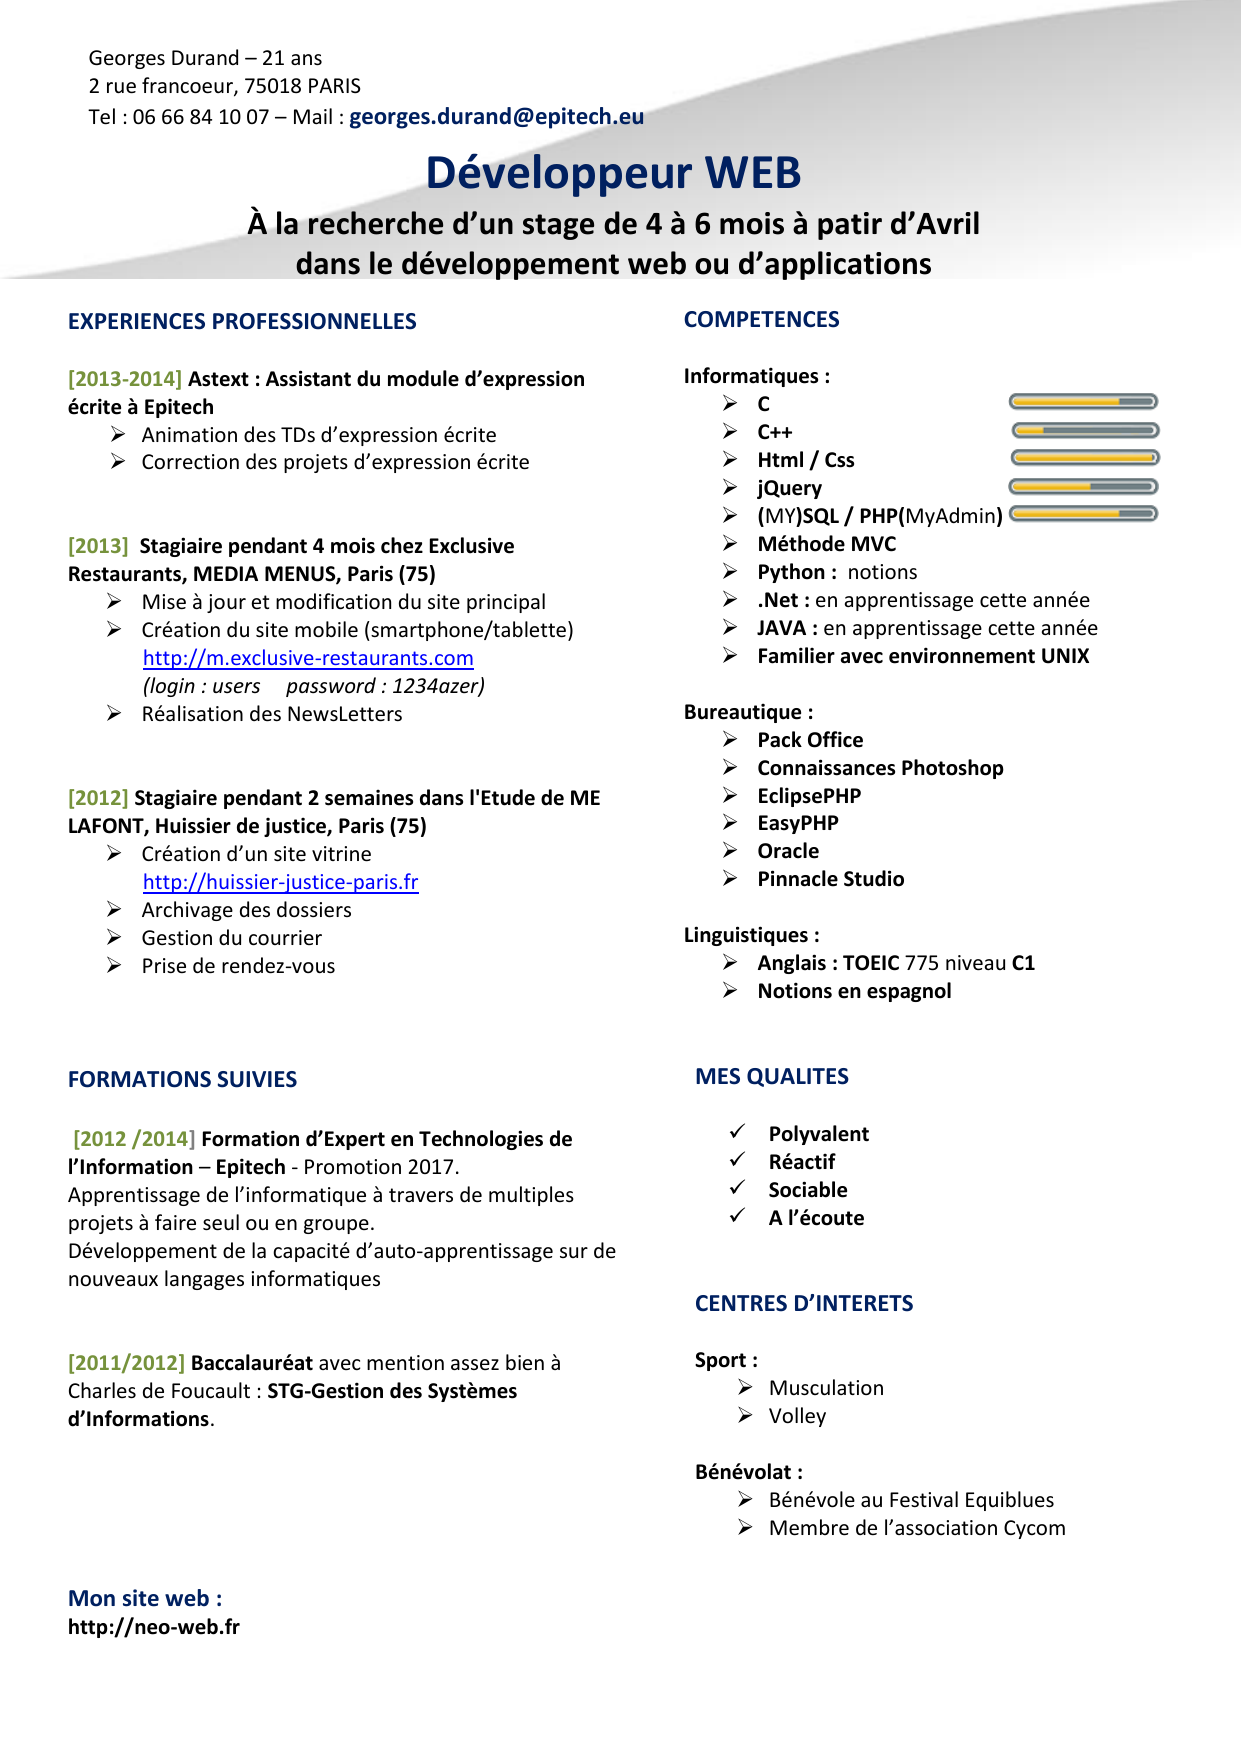 Georges Durand – 21 ans
2 rue francoeur, 75018 PARIS
Tel : 06 66 84 10 07 – Mail : georges.durand@epitech.eu
Développeur WEB
À la recherche d’un stage de 4 à 6 mois à patir d’Avril
dans le développement web ou d’applications
EXPERIENCES PROFESSIONNELLES
[2013-2014] Astext : Assistant du module d’expression
écrite à Epitech
➢ Animation des TDs d’expression écrite
➢ Correction des projets d’expression écrite
[2013] Stagiaire pendant 4 mois chez Exclusive
Restaurants, MEDIA MENUS, Paris (75)
➢ Mise à jour et modification du site principal
➢ Création du site mobile (smartphone/tablette)
http://m.exclusive-restaurants.com
(login : users password : 1234azer)
➢ Réalisation des NewsLetters
[2012] Stagiaire pendant 2 semaines dans l'Etude de ME
LAFONT, Huissier de justice, Paris (75)
➢ Création d’un site vitrine
http://huissier-justice-paris.fr
➢ Archivage des dossiers
➢ Gestion du courrier
➢ Prise de rendez-vous
FORMATIONS SUIVIES
[2012 /2014] Formation d’Expert en Technologies de
l’Information – Epitech - Promotion 2017.
Apprentissage de l’informatique à travers de multiples
projets à faire seul ou en groupe.
Développement de la capacité d’auto-apprentissage sur de
nouveaux langages informatiques
[2011/2012] Baccalauréat avec mention assez bien à
Charles de Foucault : STG-Gestion des Systèmes
d’Informations.
Mon site web :
http://neo-web.fr
COMPETENCES
Informatiques :
➢ C
➢ C++
➢ Html / Css
➢ jQuery
➢ (MY)SQL / PHP(MyAdmin)
➢ Méthode MVC
➢ Python : notions
➢ .Net : en apprentissage cette année
➢ JAVA : en apprentissage cette année
➢ Familier avec environnement UNIX
Bureautique :
➢ Pack Office
➢ Connaissances Photoshop
➢ EclipsePHP
➢ EasyPHP
➢ Oracle
➢ Pinnacle Studio
Linguistiques :
➢ Anglais : TOEIC 775 niveau C1
➢ Notions en espagnol
MES QUALITES
✓ Polyvalent
✓ Réactif
✓ Sociable
✓ A l’écoute
CENTRES D’INTERETS
Sport :
➢ Musculation
➢ Volley
Bénévolat :
➢ Bénévole au Festival Equiblues
➢ Membre de l’association Cycom